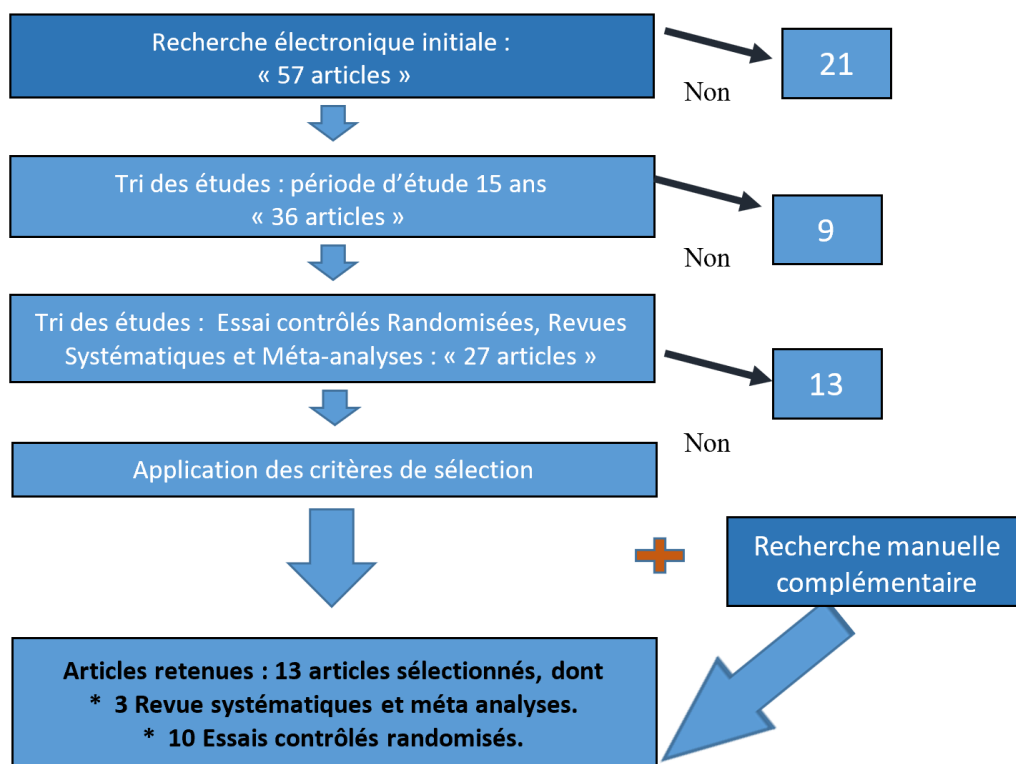 Recherche électronique initiale :
« 57 articles »
21
Non
Tri des études : période d’étude 15 ans
« 36 articles »
9
Non
Tri des études :  Essai contrôlés Randomisées, Revues
Systématiques et Méta-analyses : « 27 articles »
13
Non
Application des critères de sélection
Recherche manuelle
complémentaire
Articles retenues : 13 articles sélectionnés, dont
*  3 Revue systématiques et méta analyses.
*  10 Essais contrôlés randomisés.